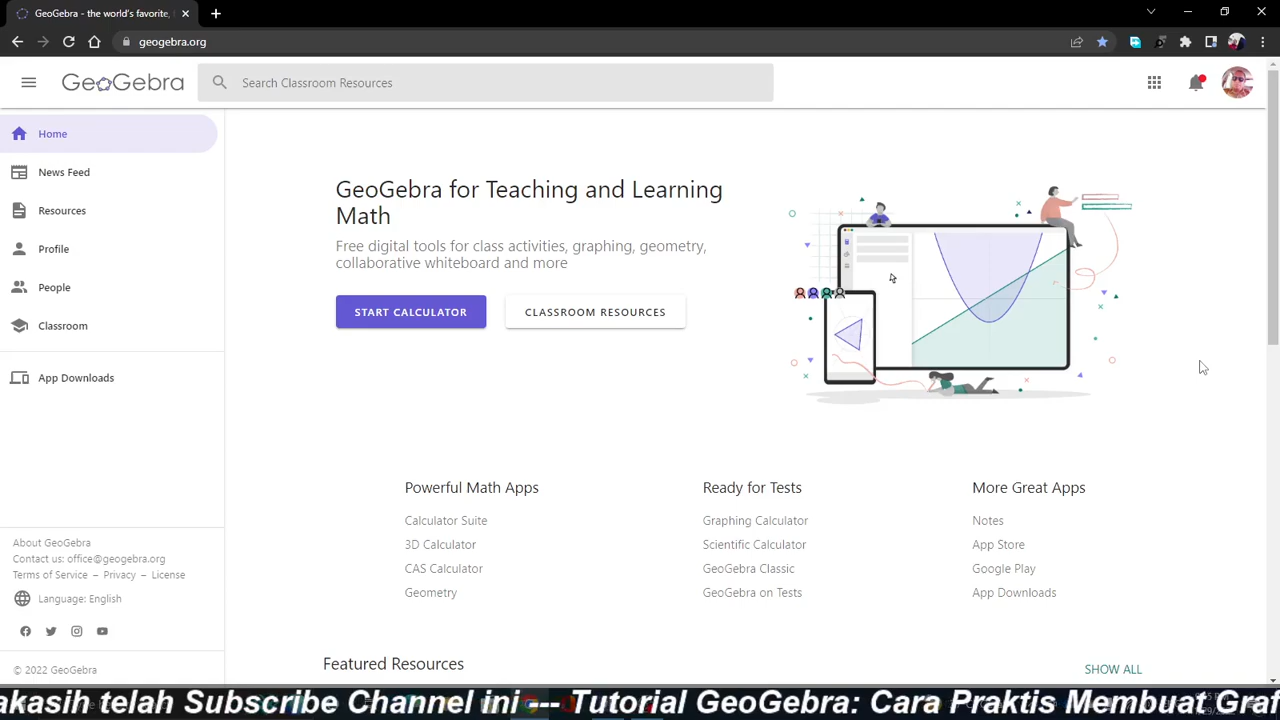 GeoGebra - the world's favorite,
geogebra.org
GeoGebra
Search Classroom Resources
Home
News Feed
Resources
Profile
People
Classroom
App Downloads
GeoGebra for Teaching and Learning
Math
Free digital tools for class activities, graphing, geometry,
collaborative whiteboard and more
START CALCULATOR
CLASSROOM RESOURCES
Powerful Math Apps
Calculator Suite
3D Calculator
CAS Calculator
Geometry
Ready for Tests
Graphing Calculator
Scientific Calculator
GeoGebra Classic
GeoGebra on Tests
More Great Apps
Notes
App Store
Google Play
App Downloads
About GeoGebra
Contact us: office@geogebra.org
Terms of Service – Privacy – License
Language: English
© 2022 GeoGebra
Featured Resources
SHOW ALL
akasih telah Subscribe Channel ini --- Tutorial GeoGebra: Cara Praktis Membuat Graf